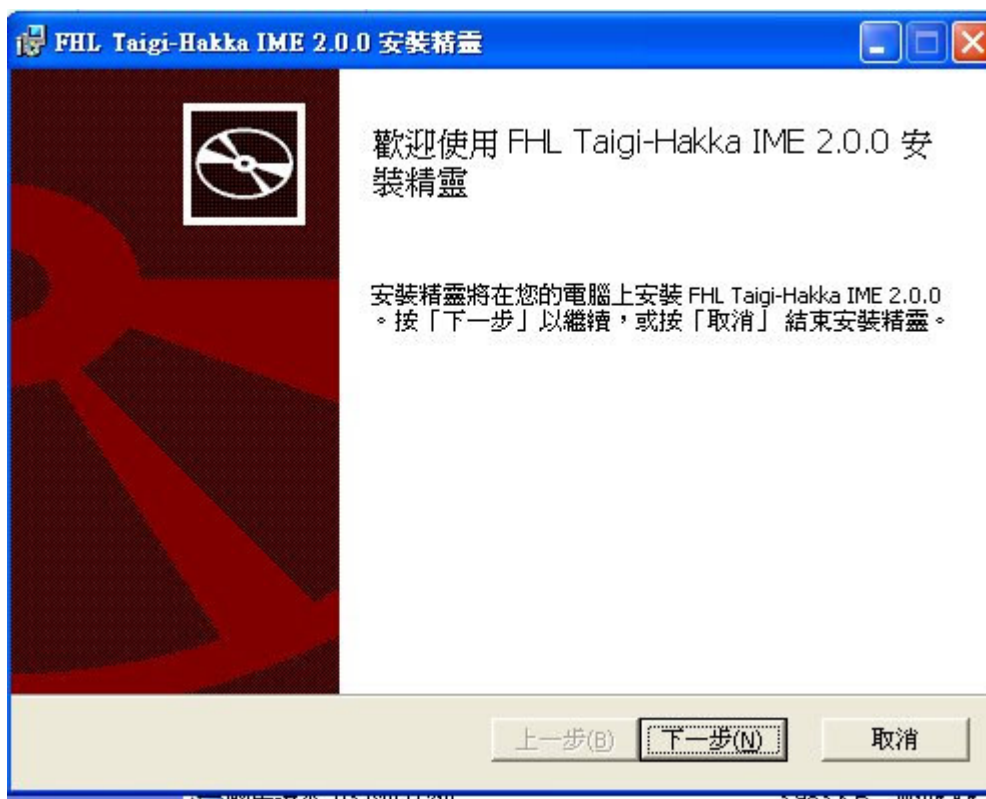 FHL Taigi-Hakka IME 2.0.0 安裝精靈
歡迎使用 FHL Taigi-Hakka IME 2.0.0 安
裝精靈
安裝精靈將在您的電腦上安裝 FHL Taigi-Hakka IME 2.0.0
。按「下一步」以繼續，或按「取消」 結束安裝精靈。
上一步(B) 下一步(N) 取消